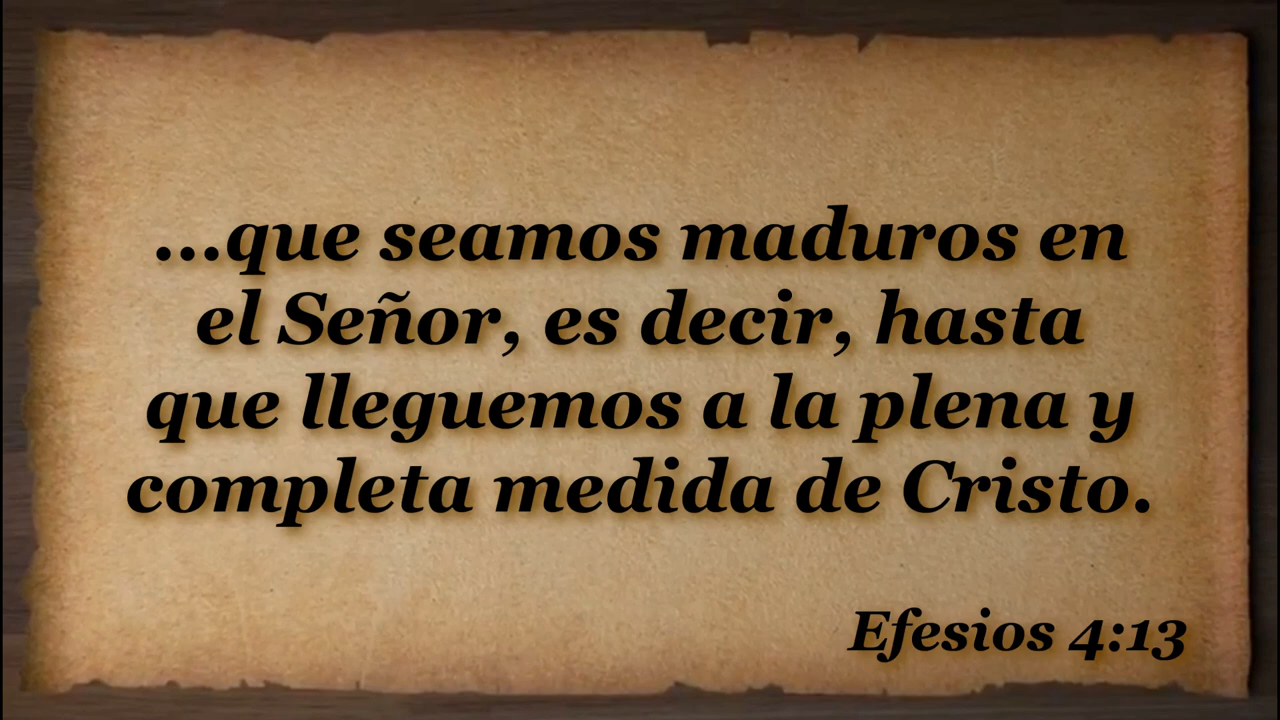 ...que seamos maduros en
el Señor, es decir, hasta
que lleguemos a la plena y
completa medida de Cristo.
Efesios 4:13